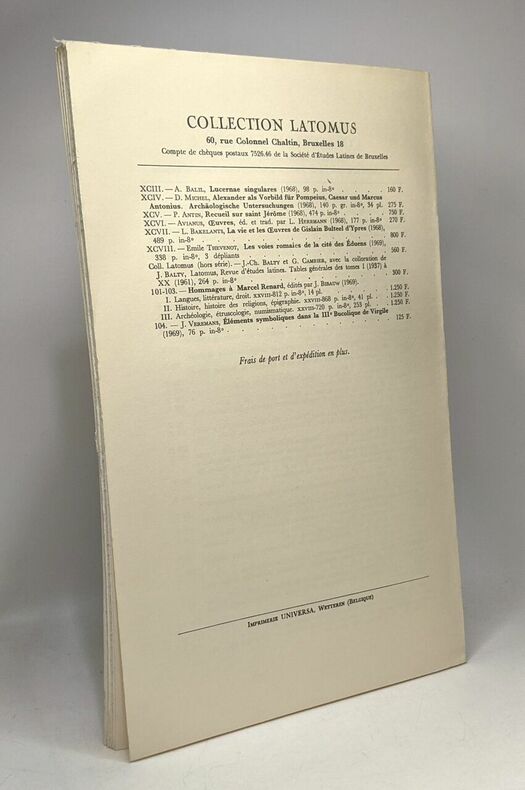 COLLECTION LATOMUS
60, rue Colonnel Chaltin, Bruxelles 18
Compte de chèques postaux 7526.46 de la Société d'Études Latines de Bruxelles
XCIII. — A. BALIL, Lucernae singulares (1968), 98 p. in-8° . . . . . 160 F.
XCIV. — D. MICHEL, Alexander als Vorbild für Pompeius, Caesar und Marcus
Antonius. Archäologische Untersuchungen (1968), 140 p. gr. in-8°, 34 pl. 275 F.
XCV. — P. ANTIN, Recueil sur saint Jérôme (1968), 474 p. in-8° . . . . 750 F.
XCVI. — AVIANUS, Œuvres, éd. et trad. par L. HERRMANN (1968), 177 p. in-8° 270 F.
XCVII. — L. BAKELANTS, La vie et les Œuvres de Gislain Bulteel d'Ypres (1968),
489 p. in-8° . . . . . . . . . . 800 F.
XCVIII. — Emile THEVENOT, Les voies romaines de la cité des Éduens (1969),
338 p. in-8°, 3 dépliants . . . . . . . . 560 F.
Coll. Latomus (hors série). — J.-Ch. BALTY et G. CAMBIER, avec la collboration de
J. BALTY, Latomus, Revue d'études latines. Tables générales des tomes I (1937) à
XX (1961), 264 p. in-8° . . . . . . . . 300 F.
101-103. — Hommages à Marcel Renard, édités par J. BIBAUW (1969).
I. Langues, littérature, droit. XXVIII-812 p. in-8°, 14 pl. . . . . 1.250 F.
II. Histoire, histoire des religions, épigraphie. XXVIII-868 p. in-8°, 41 pl. . 1.250 F.
III. Archéologie, étruscologie, numismatique. XXVIII-720 p. in-8°, 253 pl. . 1.250 F.
104. — J. VEREMANS, Éléments symboliques dans la IIIe Bucolique de Virgile
(1969), 76 p. in-8° . . . . . . . . . . 125 F.
Frais de port et d'expédition en plus.
IMPRIMERIE UNIVERSA, WETTEREN (BELGIQUE)